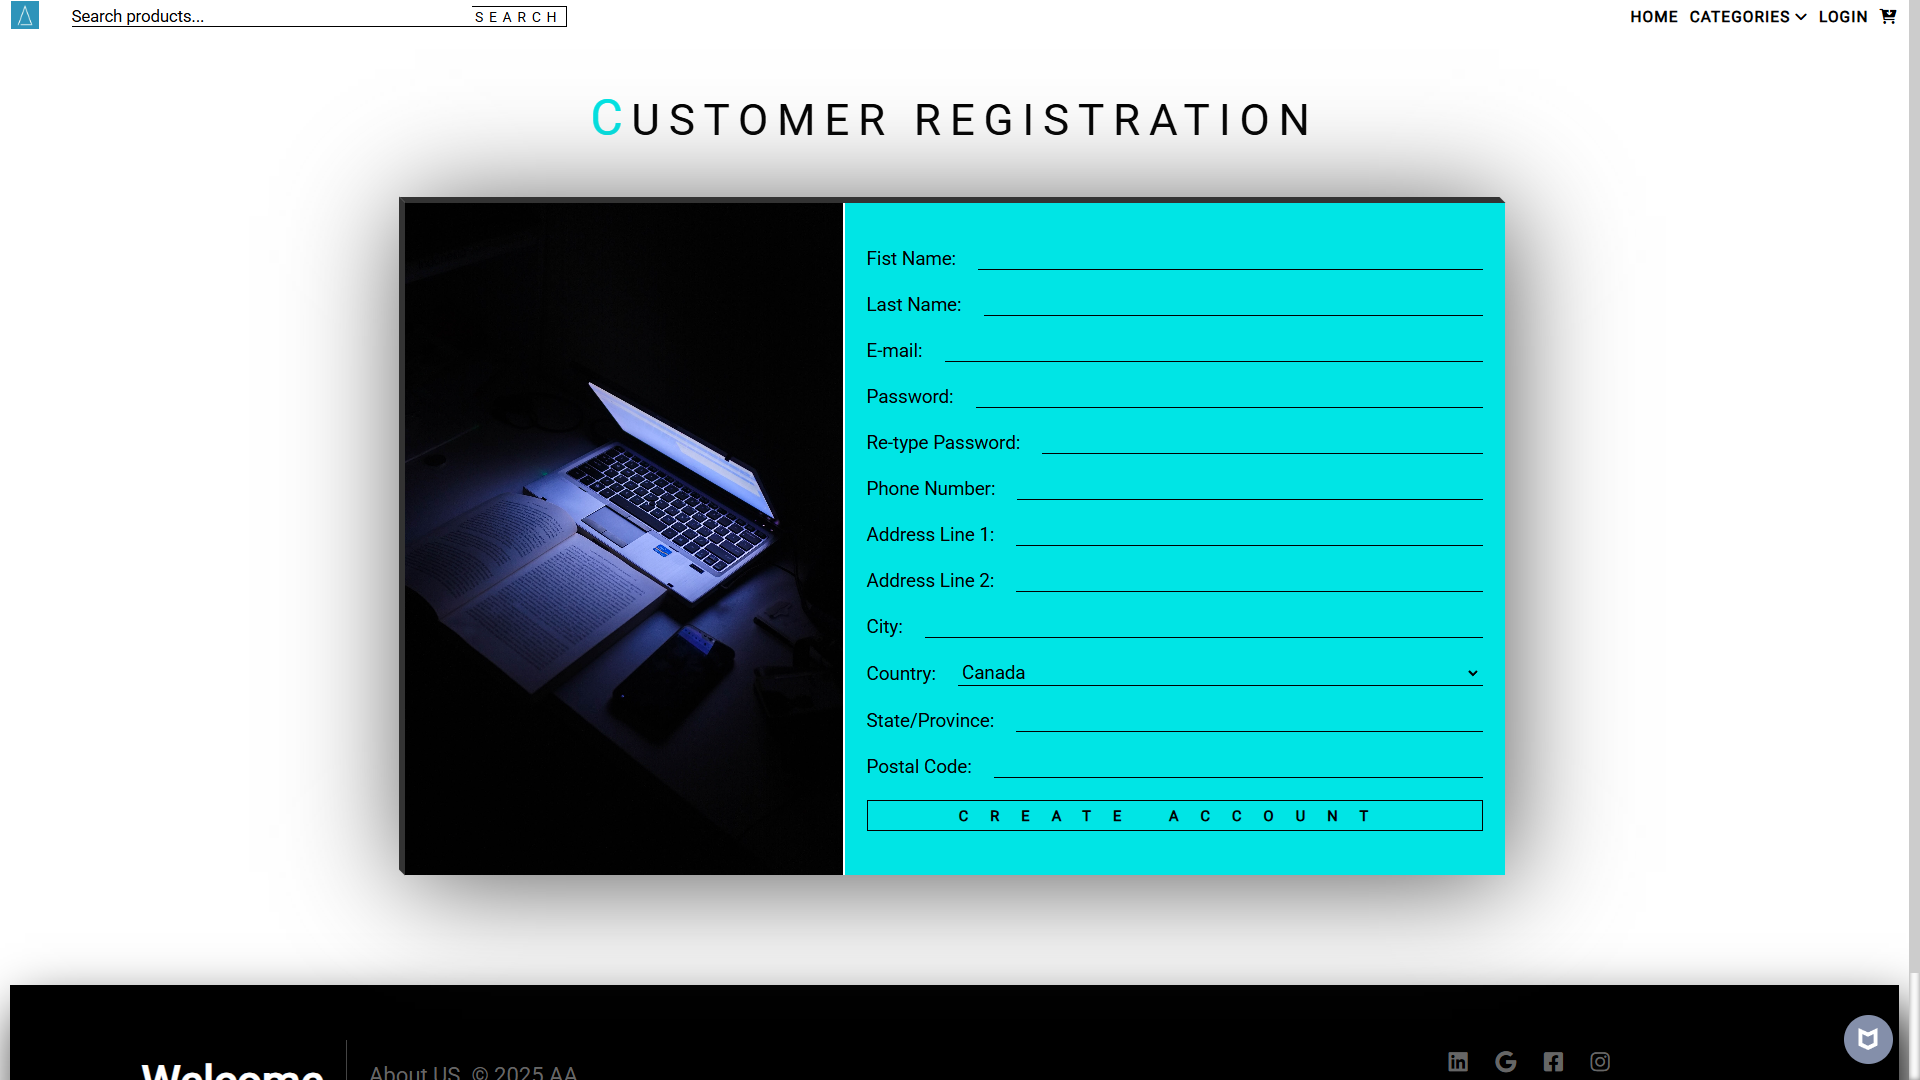 Search products...
SEARCH
HOME CATEGORIES LOGIN
CUSTOMER REGISTRATION
Fist Name:
Last Name:
E-mail:
Password:
Re-type Password:
Phone Number:
Address Line 1:
Address Line 2:
City:
Country: Canada
State/Province:
Postal Code:
CREATE ACCOUNT
Welcome
About US © 2025 AA